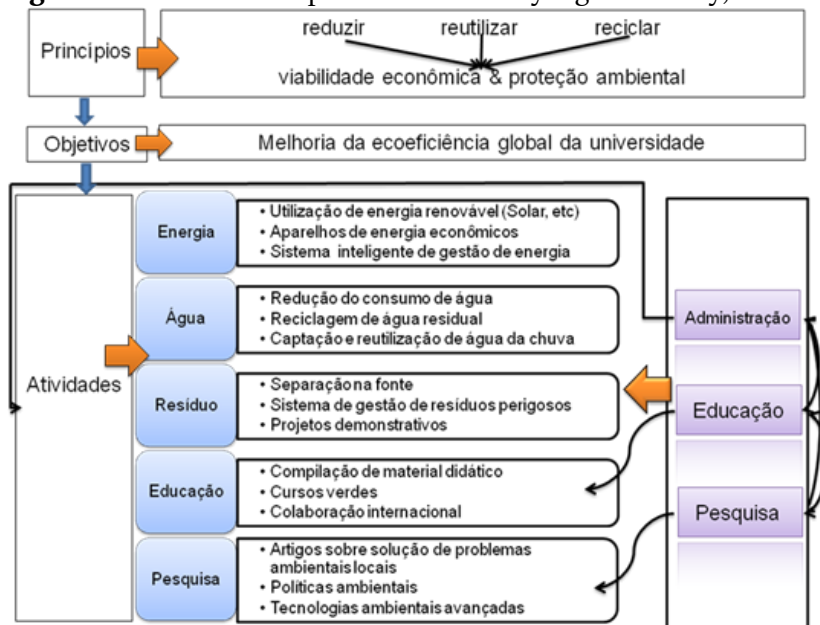 reduzir reutilizar reciclar
Princípios
viabilidade econômica & proteção ambiental
Objetivos
Melhoria da ecoeficiência global da universidade
Atividades
Energia
• Utilização de energia renovável (Solar, etc)
• Aparelhos de energia econômicos
• Sistema inteligente de gestão de energia
Água
• Redução do consumo de água
• Reciclagem de água residual
• Captação e reutilização de água da chuva
Resíduo
• Separação na fonte
• Sistema de gestão de resíduos perigosos
• Projetos demonstrativos
Educação
• Compilação de material didático
• Cursos verdes
• Colaboração internacional
Pesquisa
• Artigos sobre solução de problemas
ambientais locais
• Políticas ambientais
• Tecnologias ambientais avançadas
Administração
Educação
Pesquisa